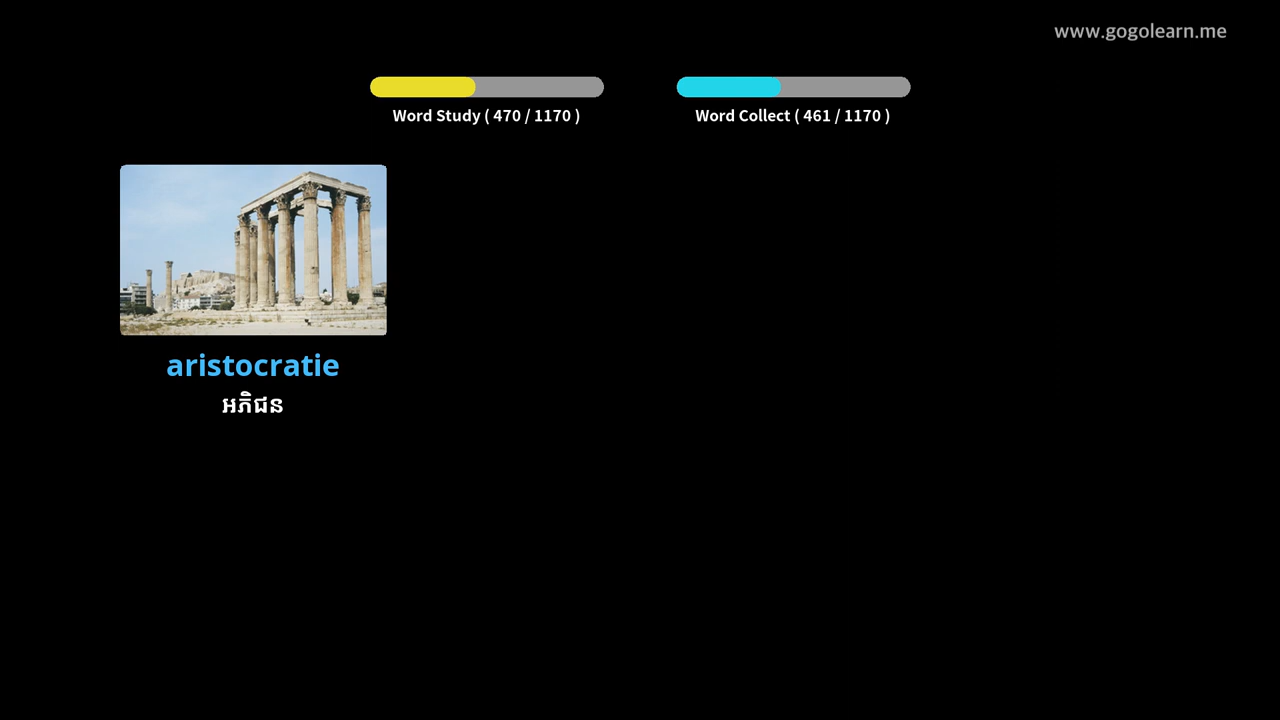 www.gogolearn.me
Word Study ( 470 / 1170 )
Word Collect ( 461 / 1170 )
aristocratie
អភិជន